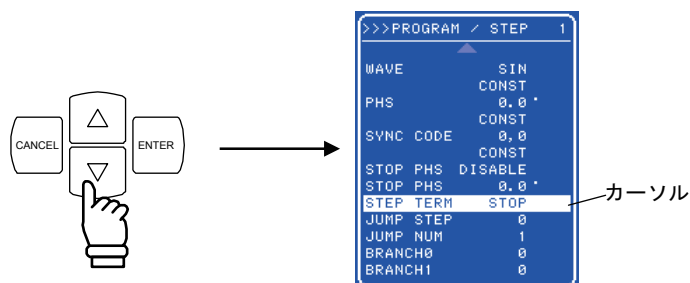 CANCEL
ENTER
>>>PROGRAM / STEP 1
WAVE SIN
CONST
PHS 0.0°
CONST
SYNC CODE 0,0
CONST
STOP PHS DISABLE
STOP PHS 0.0°
STEP TERM STOP
JUMP STEP 0
JUMP NUM 1
BRANCH0 0
BRANCH1 0
カーソル